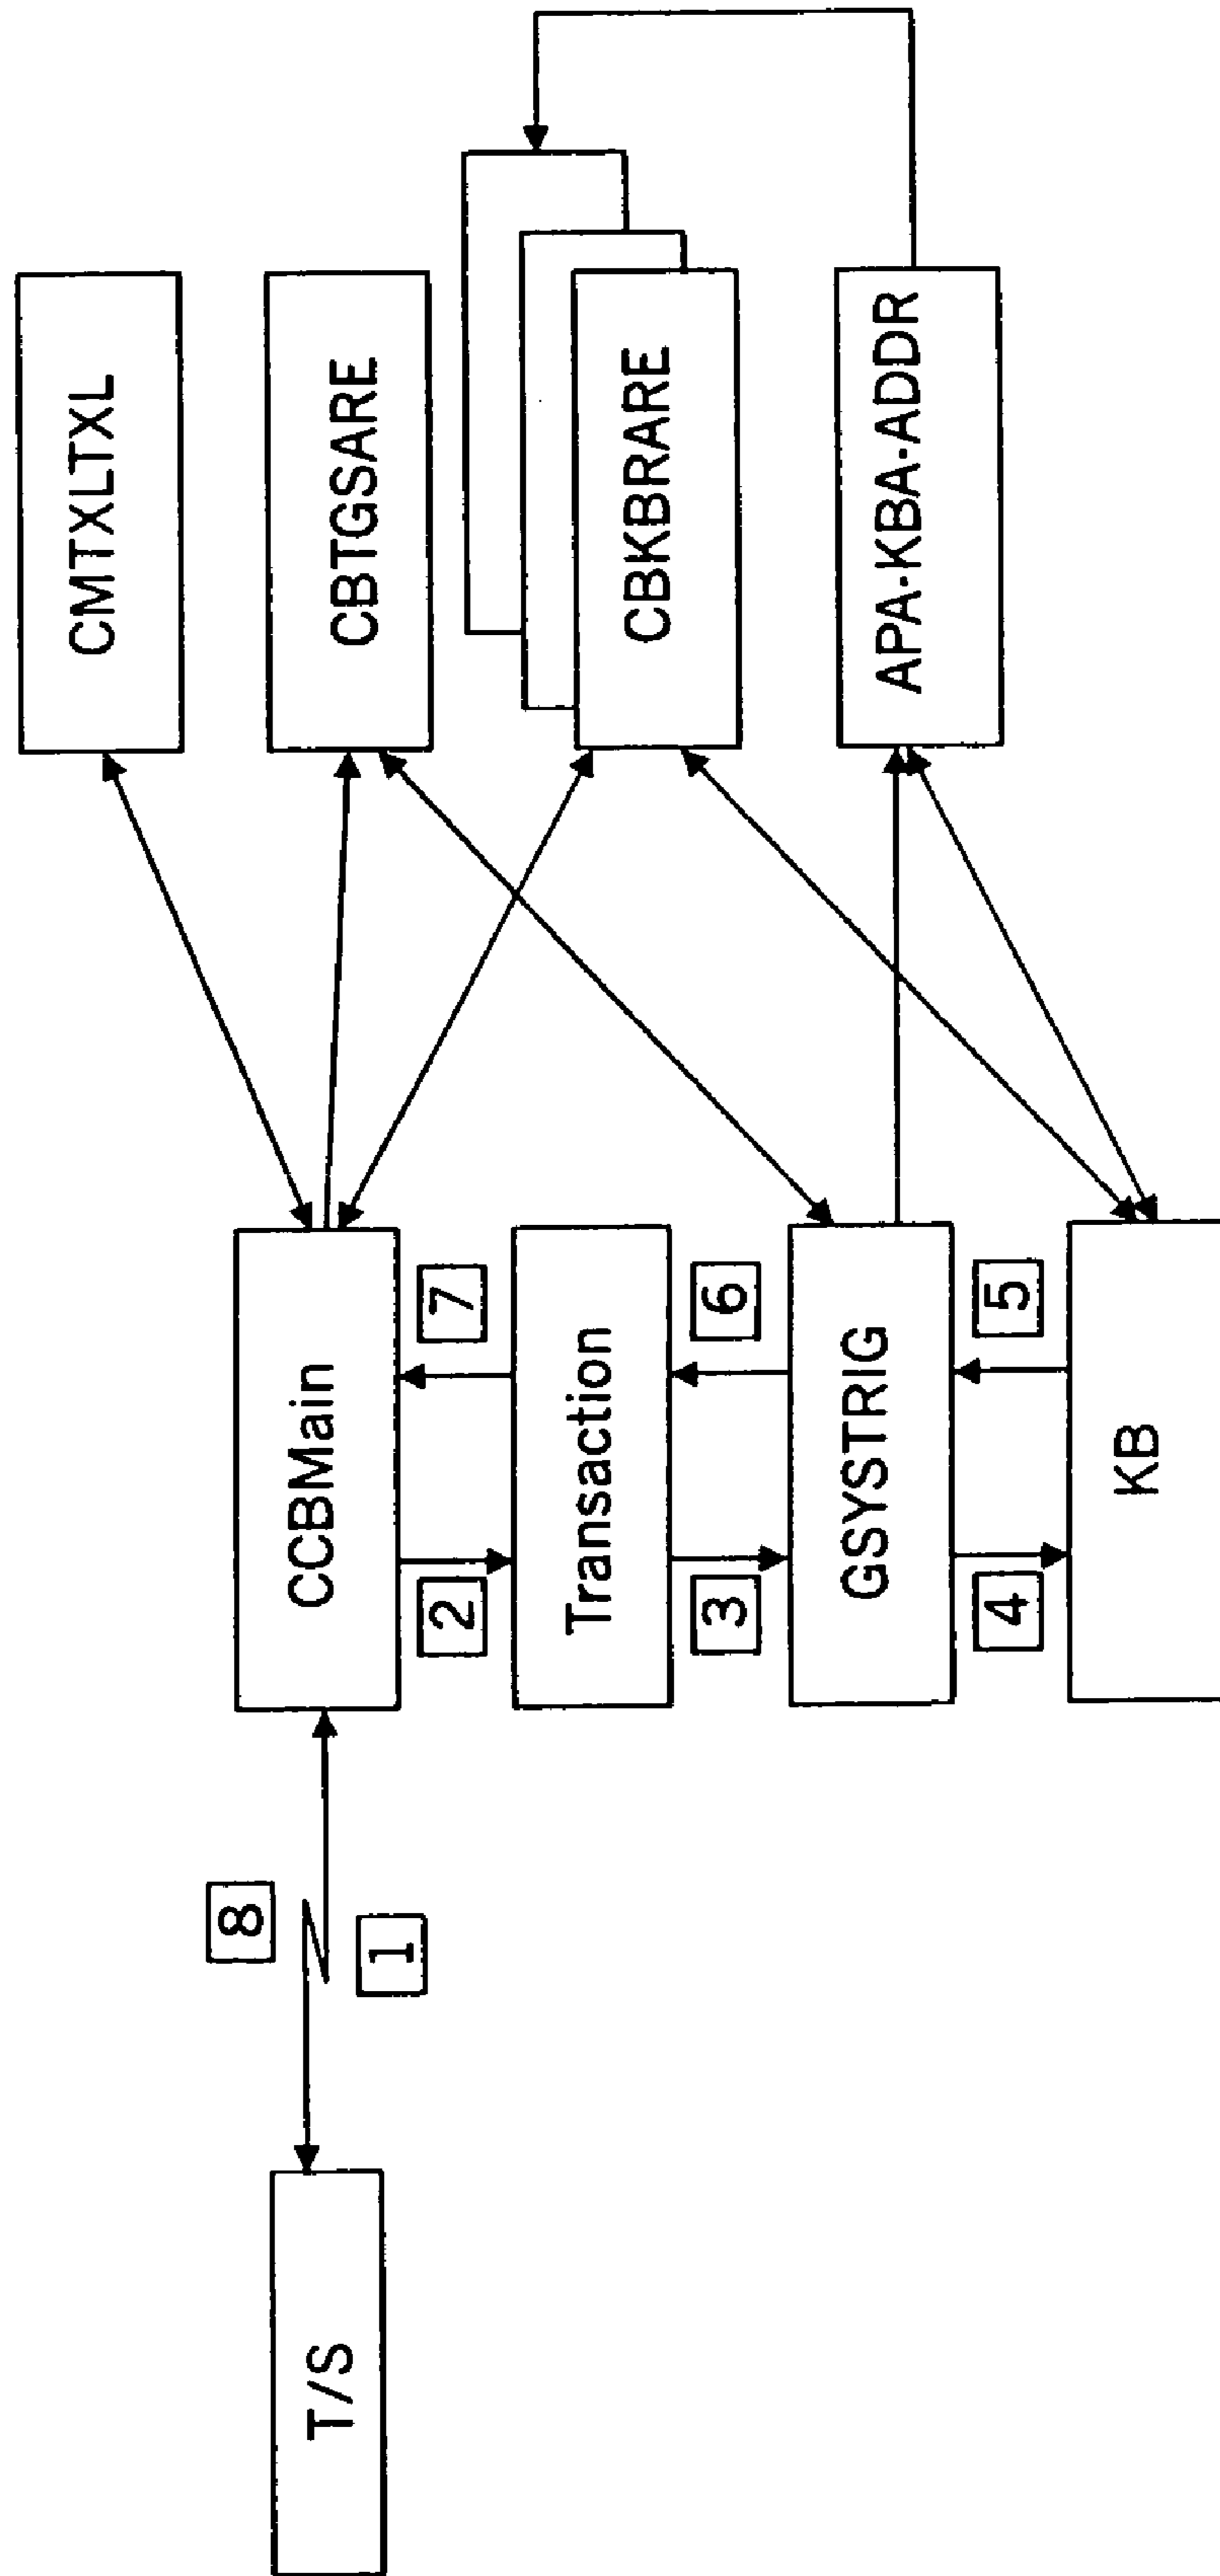 T/S
8
1
CCBMain
2
7
Transaction
3
6
GSYSTRIG
4
5
KB
CMTXLTXL
CBTGSARE
CBKBRARE
APA-KBA-ADDR